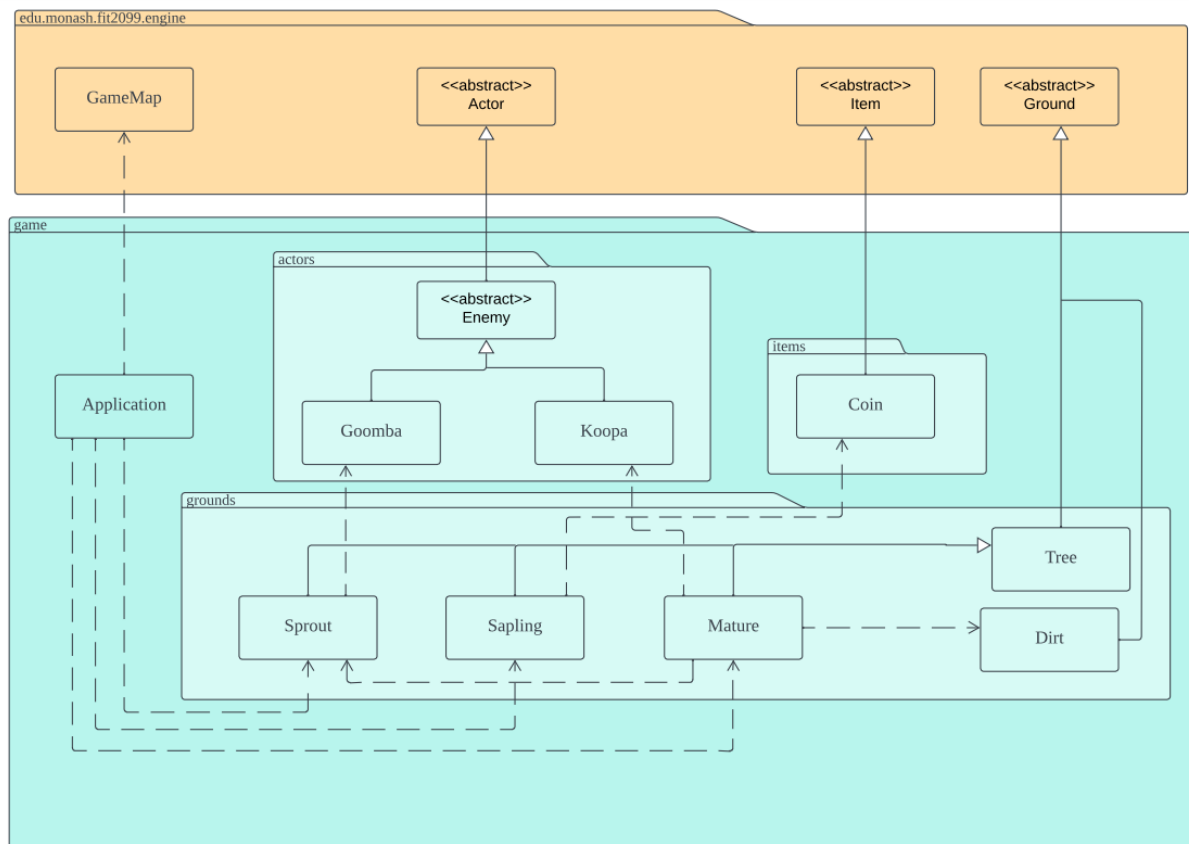 edu.monash.fit2099.engine
GameMap
<<abstract>>
Actor
<<abstract>>
Item
<<abstract>>
Ground
game
actors
<<abstract>>
Enemy
items
Application
Goomba
Koopa
Coin
grounds
Tree
Sprout
Sapling
Mature
Dirt